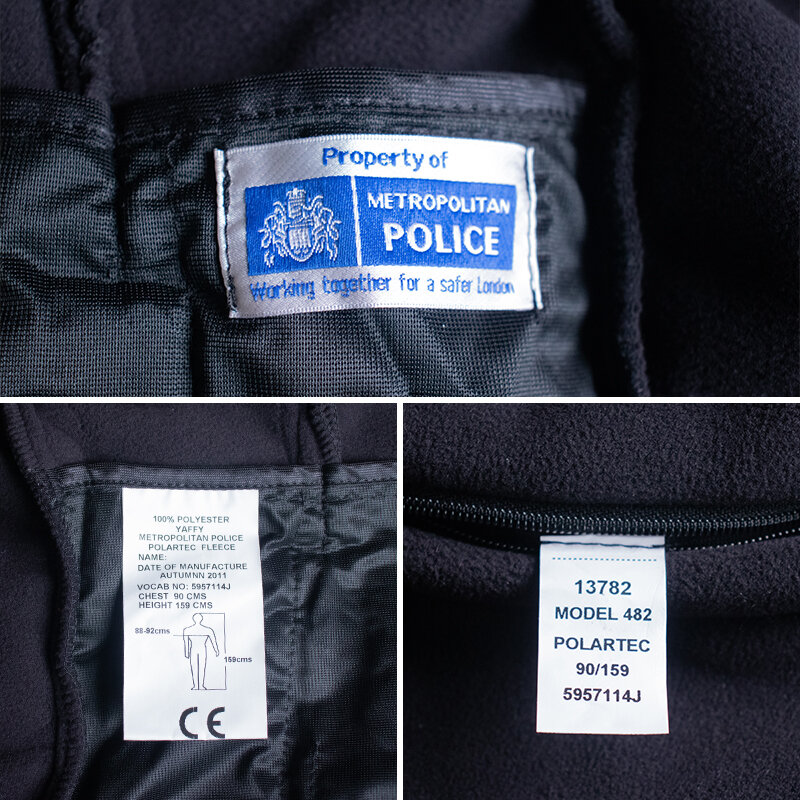 Property of
METROPOLITAN
POLICE
Working together for a safer London
100% POLYESTER
YAFFY
METROPOLITAN POLICE
POLARTEC FLEECE
NAME:
DATE OF MANUFACTURE
AUTUMNN 2011
VOCAB NO: 5957114J
CHEST 90 CMS
HEIGHT 159 CMS
88-92cms
159cms
CE
13782
MODEL 482
POLARTEC
90/159
5957114J